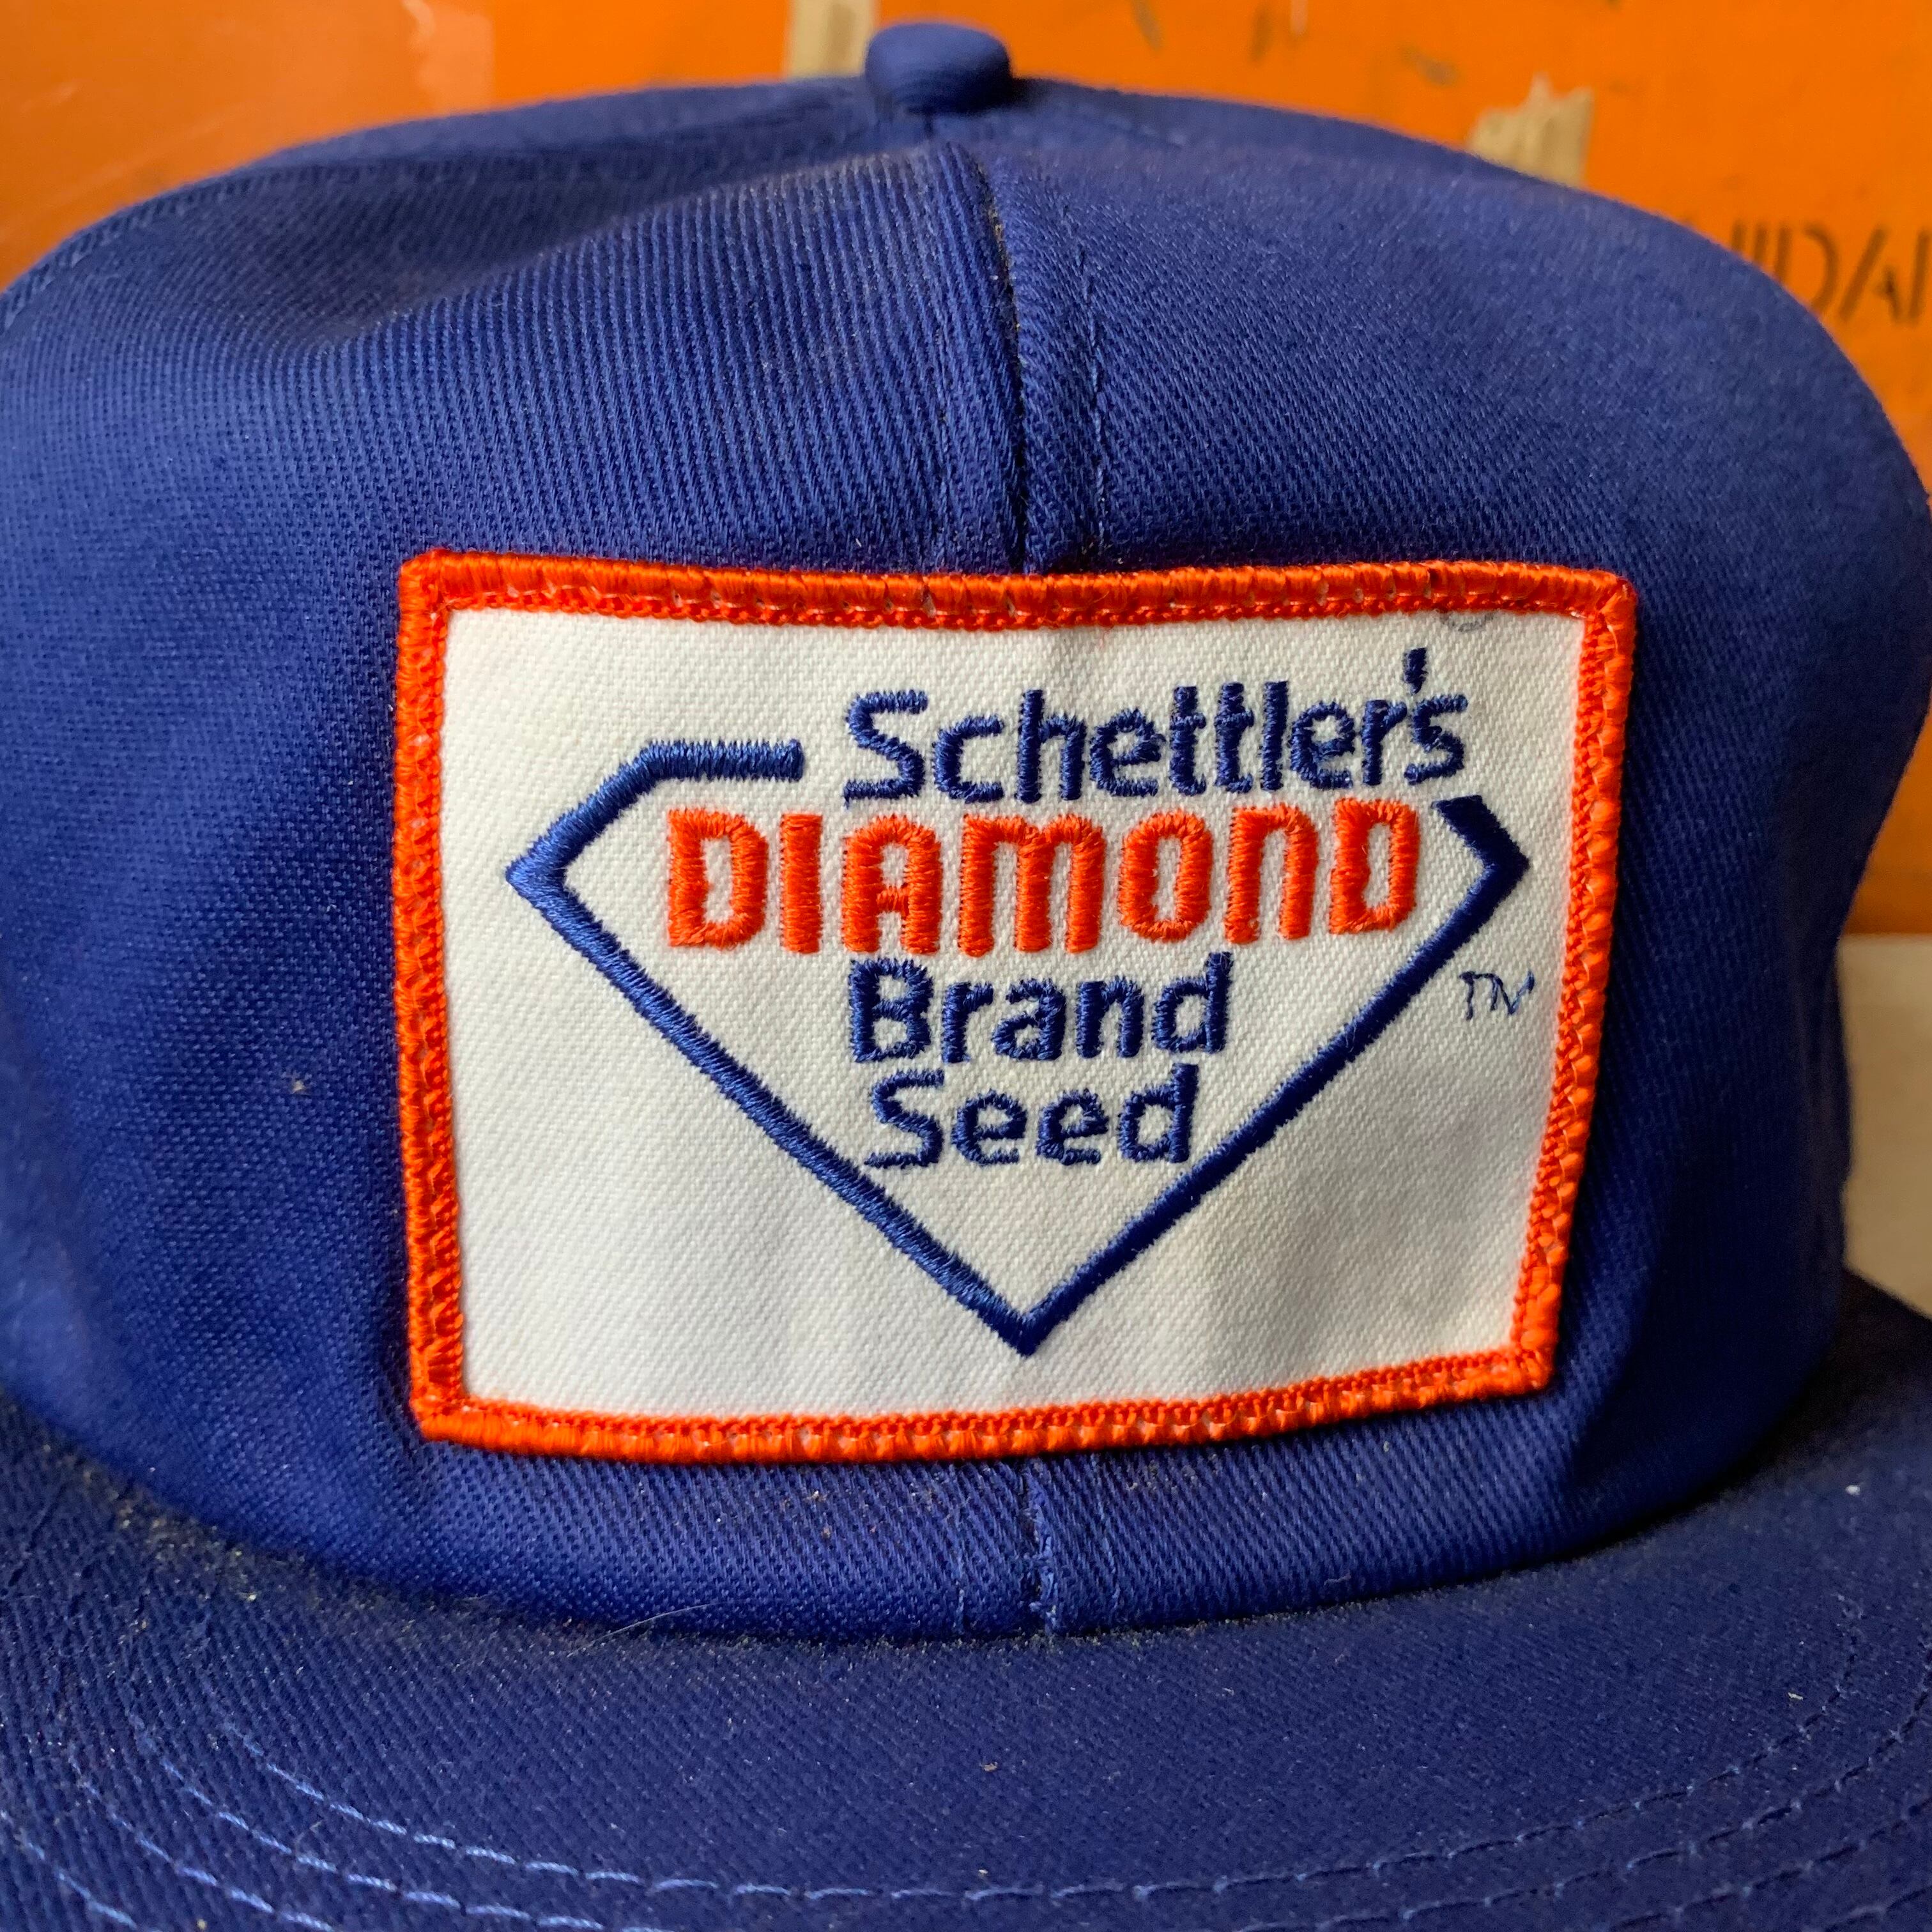 Schettler's
DIAMOND
Brand
Seed
TM